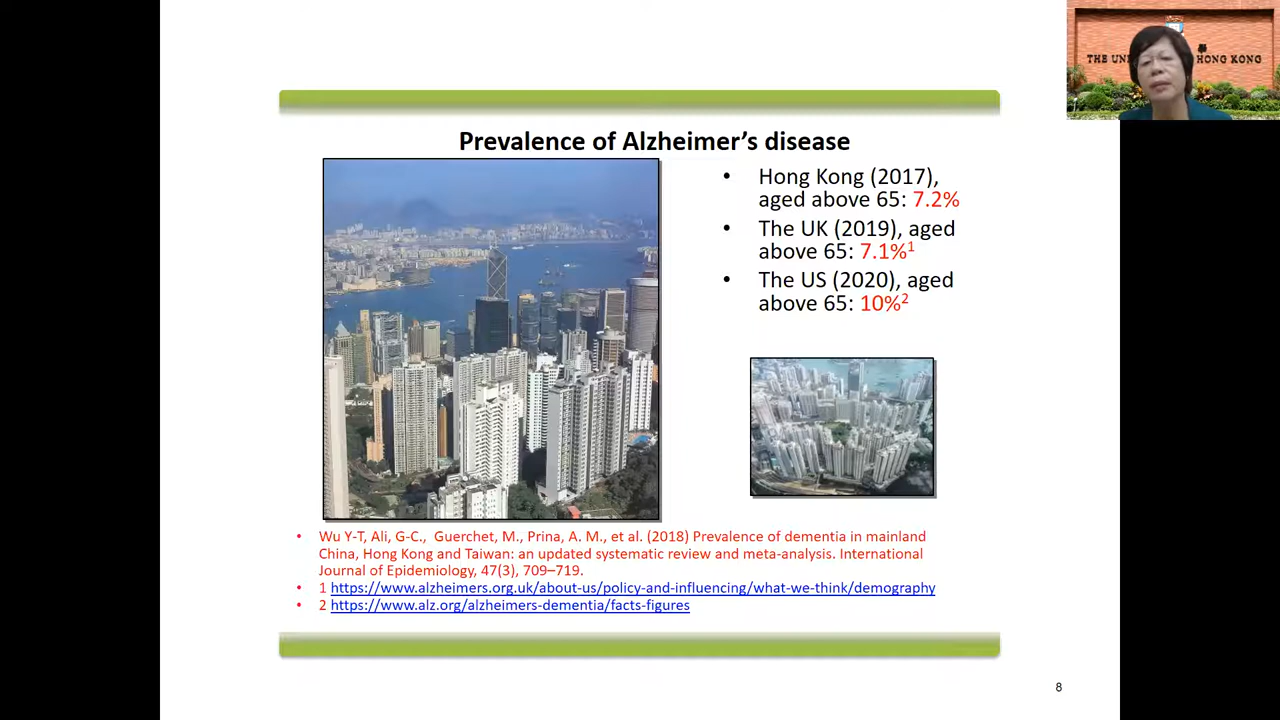 THE UNI HONG KONG
Prevalence of Alzheimer’s disease
• Hong Kong (2017),
aged above 65: 7.2%
• The UK (2019), aged
above 65: 7.1%1
• The US (2020), aged
above 65: 10%2
• Wu Y-T, Ali, G-C., Guerchet, M., Prina, A. M., et al. (2018) Prevalence of dementia in mainland
China, Hong Kong and Taiwan: an updated systematic review and meta-analysis. International
Journal of Epidemiology, 47(3), 709–719.
• 1 https://www.alzheimers.org.uk/about-us/policy-and-influencing/what-we-think/demography
• 2 https://www.alz.org/alzheimers-dementia/facts-figures
8